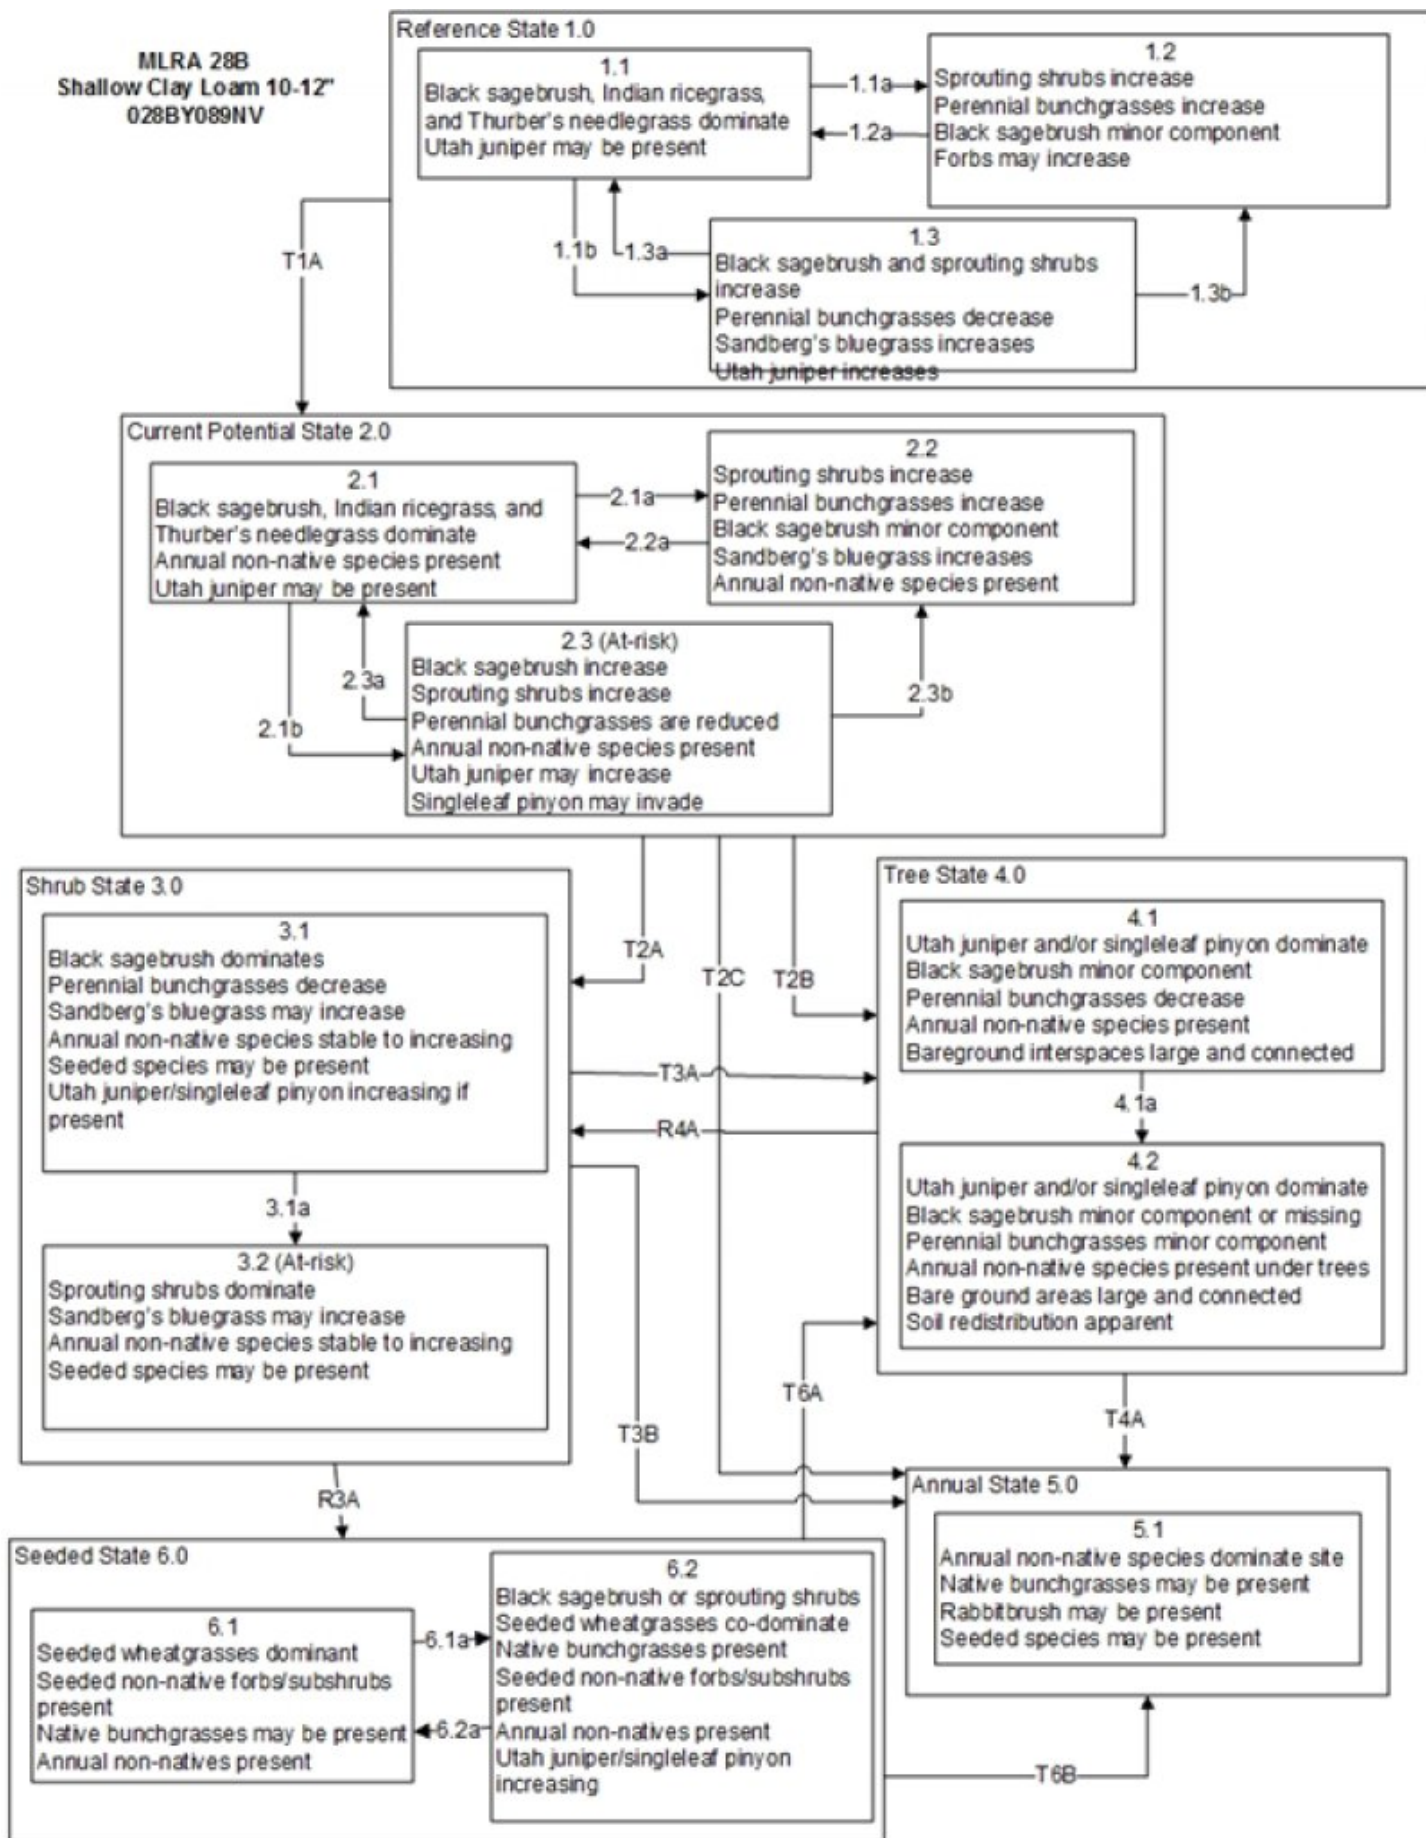 MLRA 28B
Shallow Clay Loam 10-12"
028BY089NV
Reference State 1.0
1.1
Black sagebrush, Indian ricegrass,
and Thurber's needlegrass dominate
Utah juniper may be present
1.1a
1.2a
1.2
Sprouting shrubs increase
Perennial bunchgrasses increase
Black sagebrush minor component
Forbs may increase
1.1b
1.3a
1.3
Black sagebrush and sprouting shrubs
increase
Perennial bunchgrasses decrease
Sandberg's bluegrass increases
Utah juniper increases
1.3b
T1A
Current Potential State 2.0
2.1
Black sagebrush, Indian ricegrass, and
Thurber's needlegrass dominate
Annual non-native species present
Utah juniper may be present
2.1a
2.2a
2.2
Sprouting shrubs increase
Perennial bunchgrasses increase
Black sagebrush minor component
Sandberg's bluegrass increases
Annual non-native species present
2.1b
2.3a
2.3 (At-risk)
Black sagebrush increase
Sprouting shrubs increase
Perennial bunchgrasses are reduced
Annual non-native species present
Utah juniper may increase
Singleleaf pinyon may invade
2.3b
T2A
T2C
T2B
Shrub State 3.0
3.1
Black sagebrush dominates
Perennial bunchgrasses decrease
Sandberg's bluegrass may increase
Annual non-native species stable to increasing
Seeded species may be present
Utah juniper/singleleaf pinyon increasing if
present
3.1a
3.2 (At-risk)
Sprouting shrubs dominate
Sandberg's bluegrass may increase
Annual non-native species stable to increasing
Seeded species may be present
T3A
R4A
T3B
Tree State 4.0
4.1
Utah juniper and/or singleleaf pinyon dominate
Black sagebrush minor component
Perennial bunchgrasses decrease
Annual non-native species present
Bareground interspaces large and connected
4.1a
4.2
Utah juniper and/or singleleaf pinyon dominate
Black sagebrush minor component or missing
Perennial bunchgrasses minor component
Annual non-native species present under trees
Bare ground areas large and connected
Soil redistribution apparent
T6A
T4A
R3A
Annual State 5.0
5.1
Annual non-native species dominate site
Native bunchgrasses may be present
Rabbitbrush may be present
Seeded species may be present
Seeded State 6.0
6.1
Seeded wheatgrasses dominant
Seeded non-native forbs/subshrubs
present
Native bunchgrasses may be present
Annual non-natives present
6.1a
6.2a
6.2
Black sagebrush or sprouting shrubs
Seeded wheatgrasses co-dominate
Native bunchgrasses present
Seeded non-native forbs/subshrubs
present
Annual non-natives present
Utah juniper/singleleaf pinyon
increasing
T6B